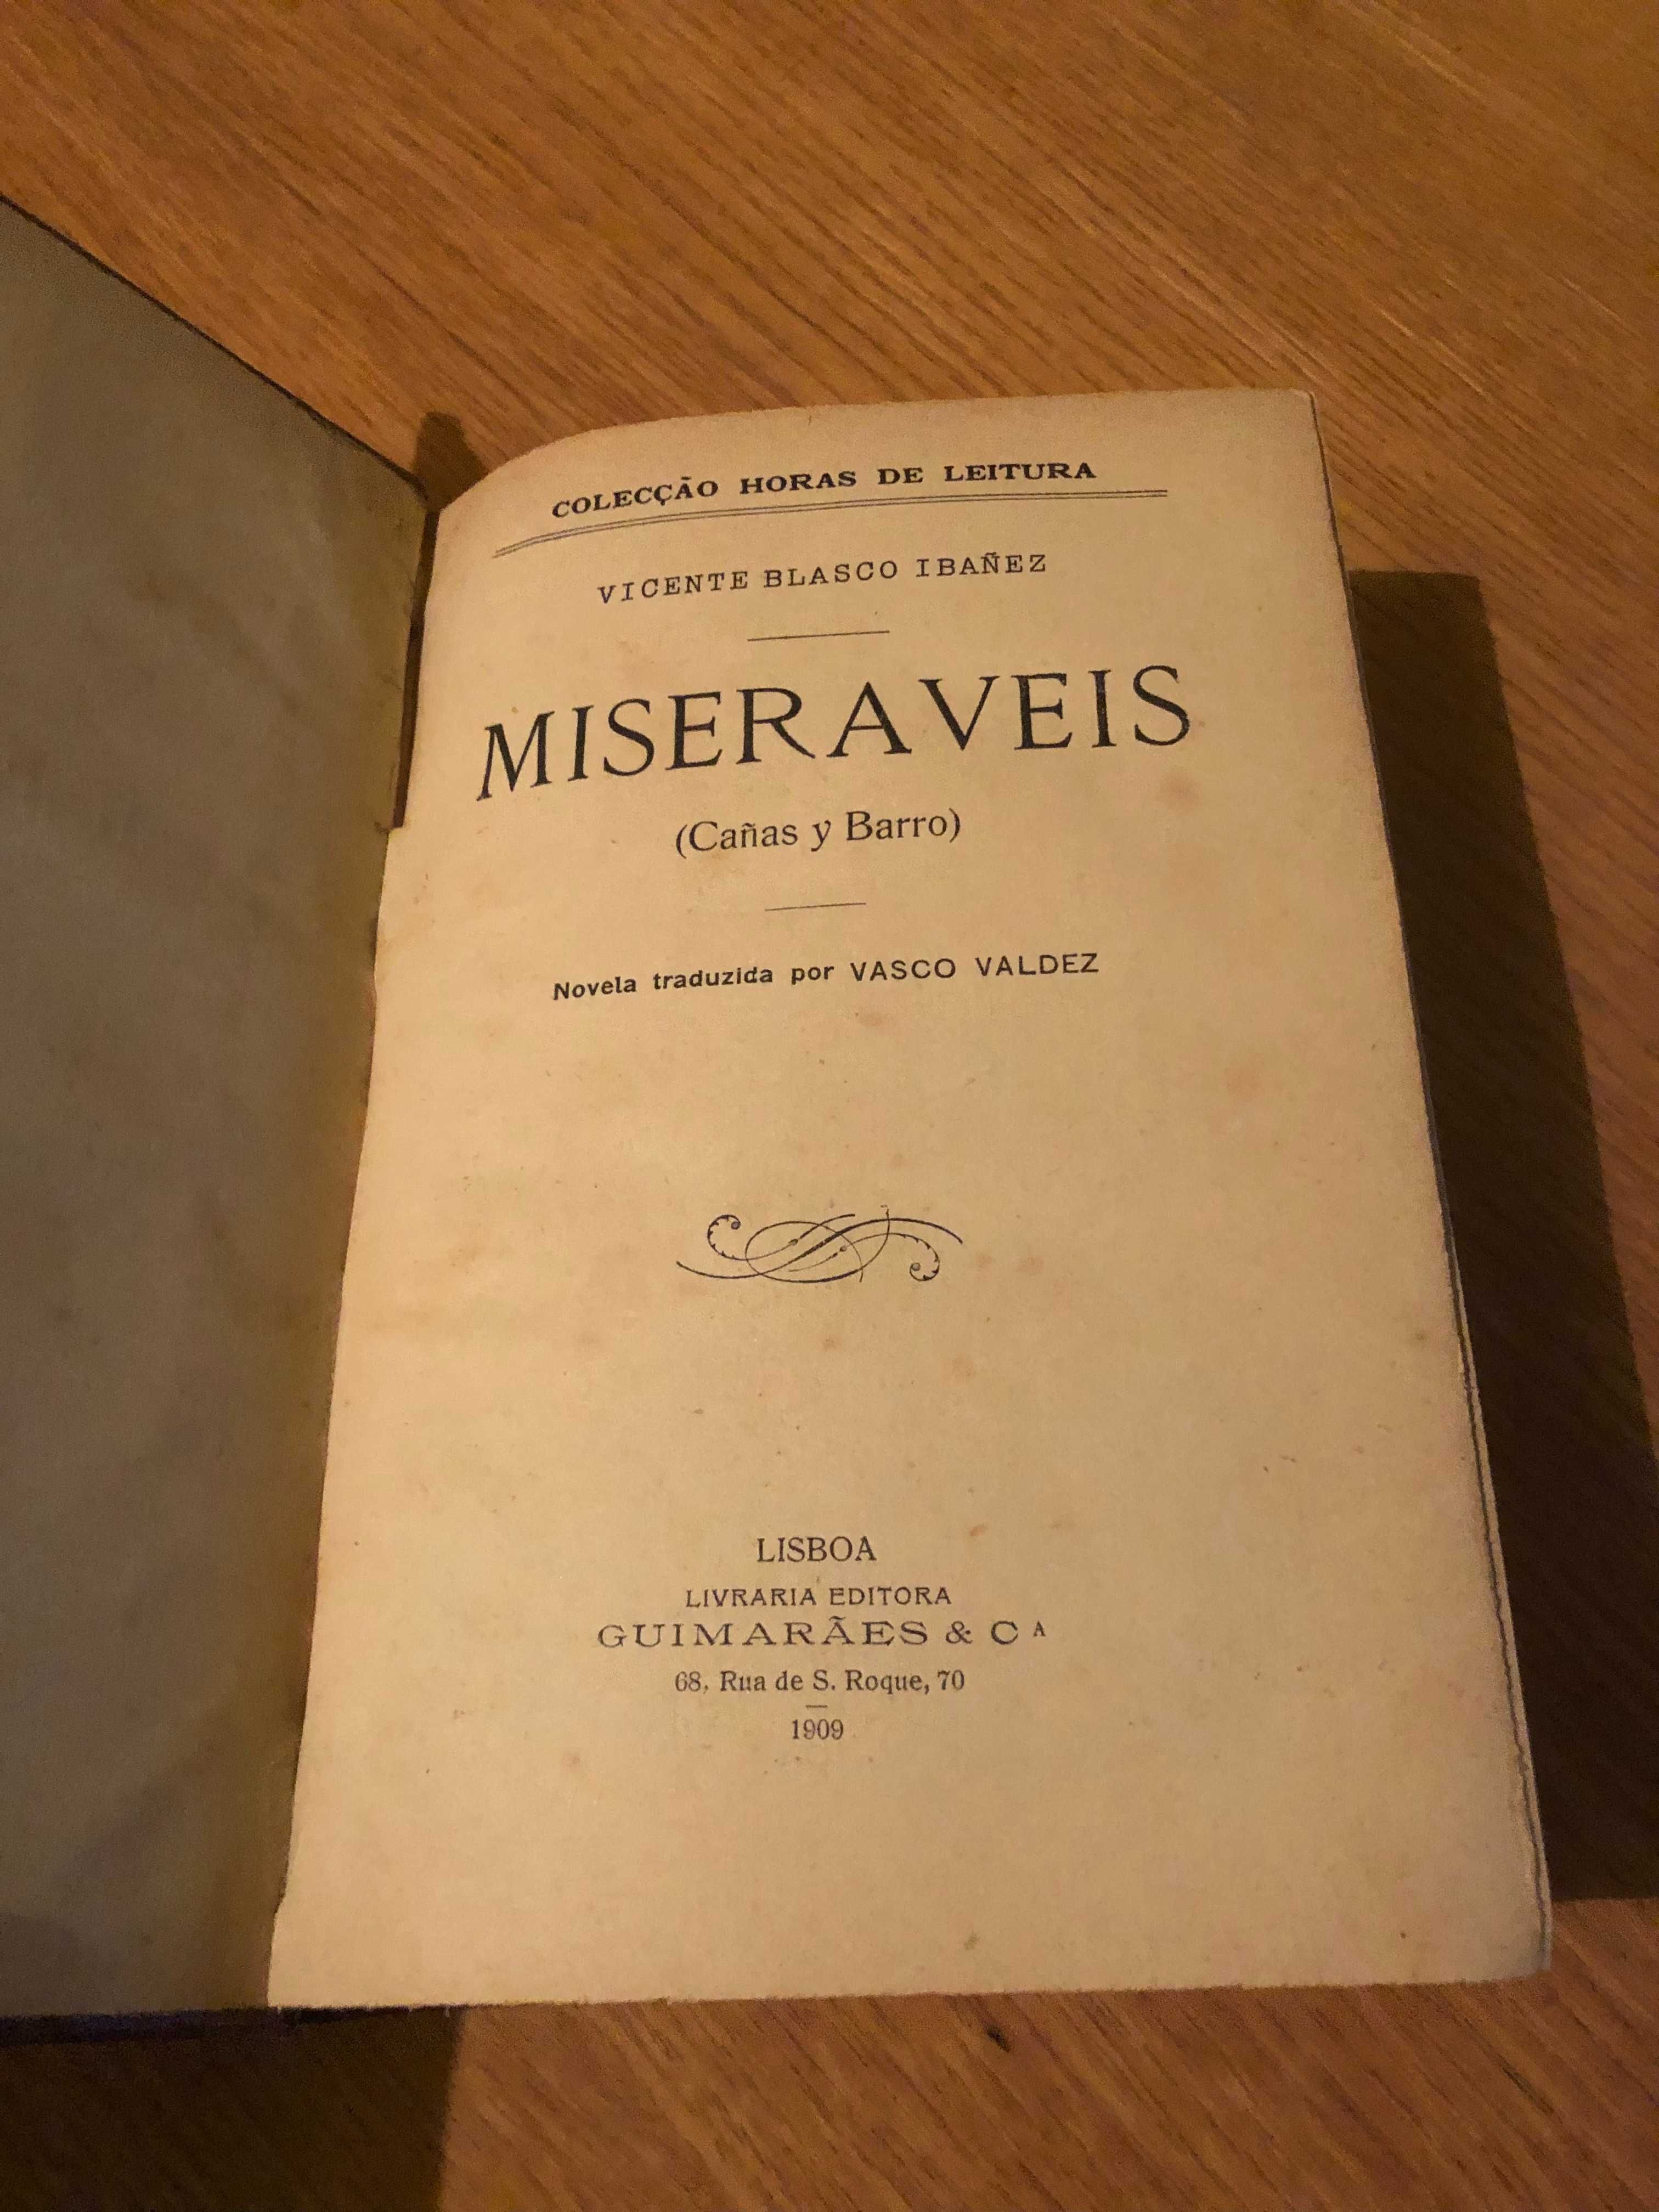 COLECÇÃO HORAS DE LEITURA
VICENTE BLASCO IBAÑEZ
MISERAVEIS
(Cañas y Barro)
Novela traduzida por VASCO VALDEZ
LISBOA
LIVRARIA EDITORA
GUIMARÃES & C A
68, Rua de S. Roque, 70
1909